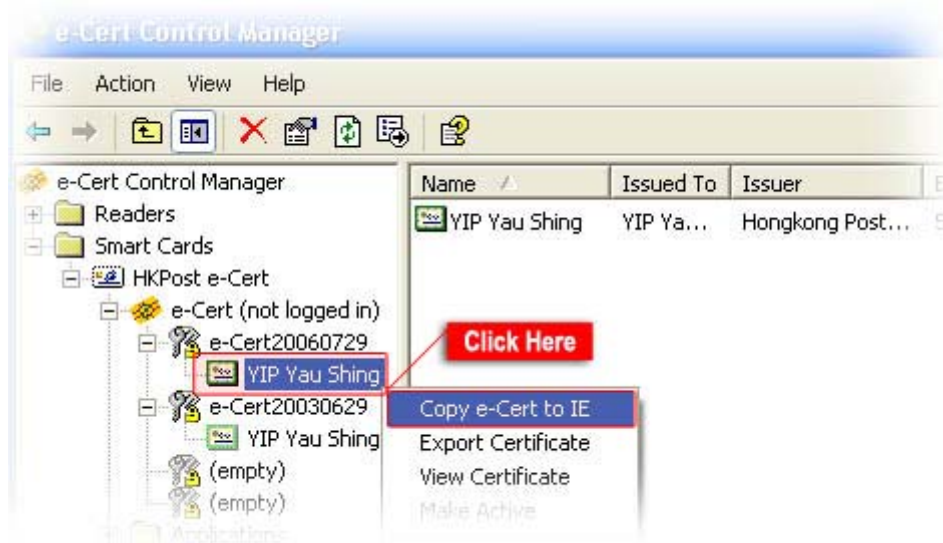 e-Cert Control Manager
File Action View Help
e-Cert Control Manager
Readers
Smart Cards
HKPost e-Cert
e-Cert (not logged in)
e-Cert20060729
YIP Yau Shing
e-Cert20030629
YIP Yau Shing
(empty)
(empty)
Applications
Name Issued To Issuer
YIP Yau Shing YIP Ya... Hongkong Post...
Click Here
Copy e-Cert to IE
Export Certificate
View Certificate
Make Active